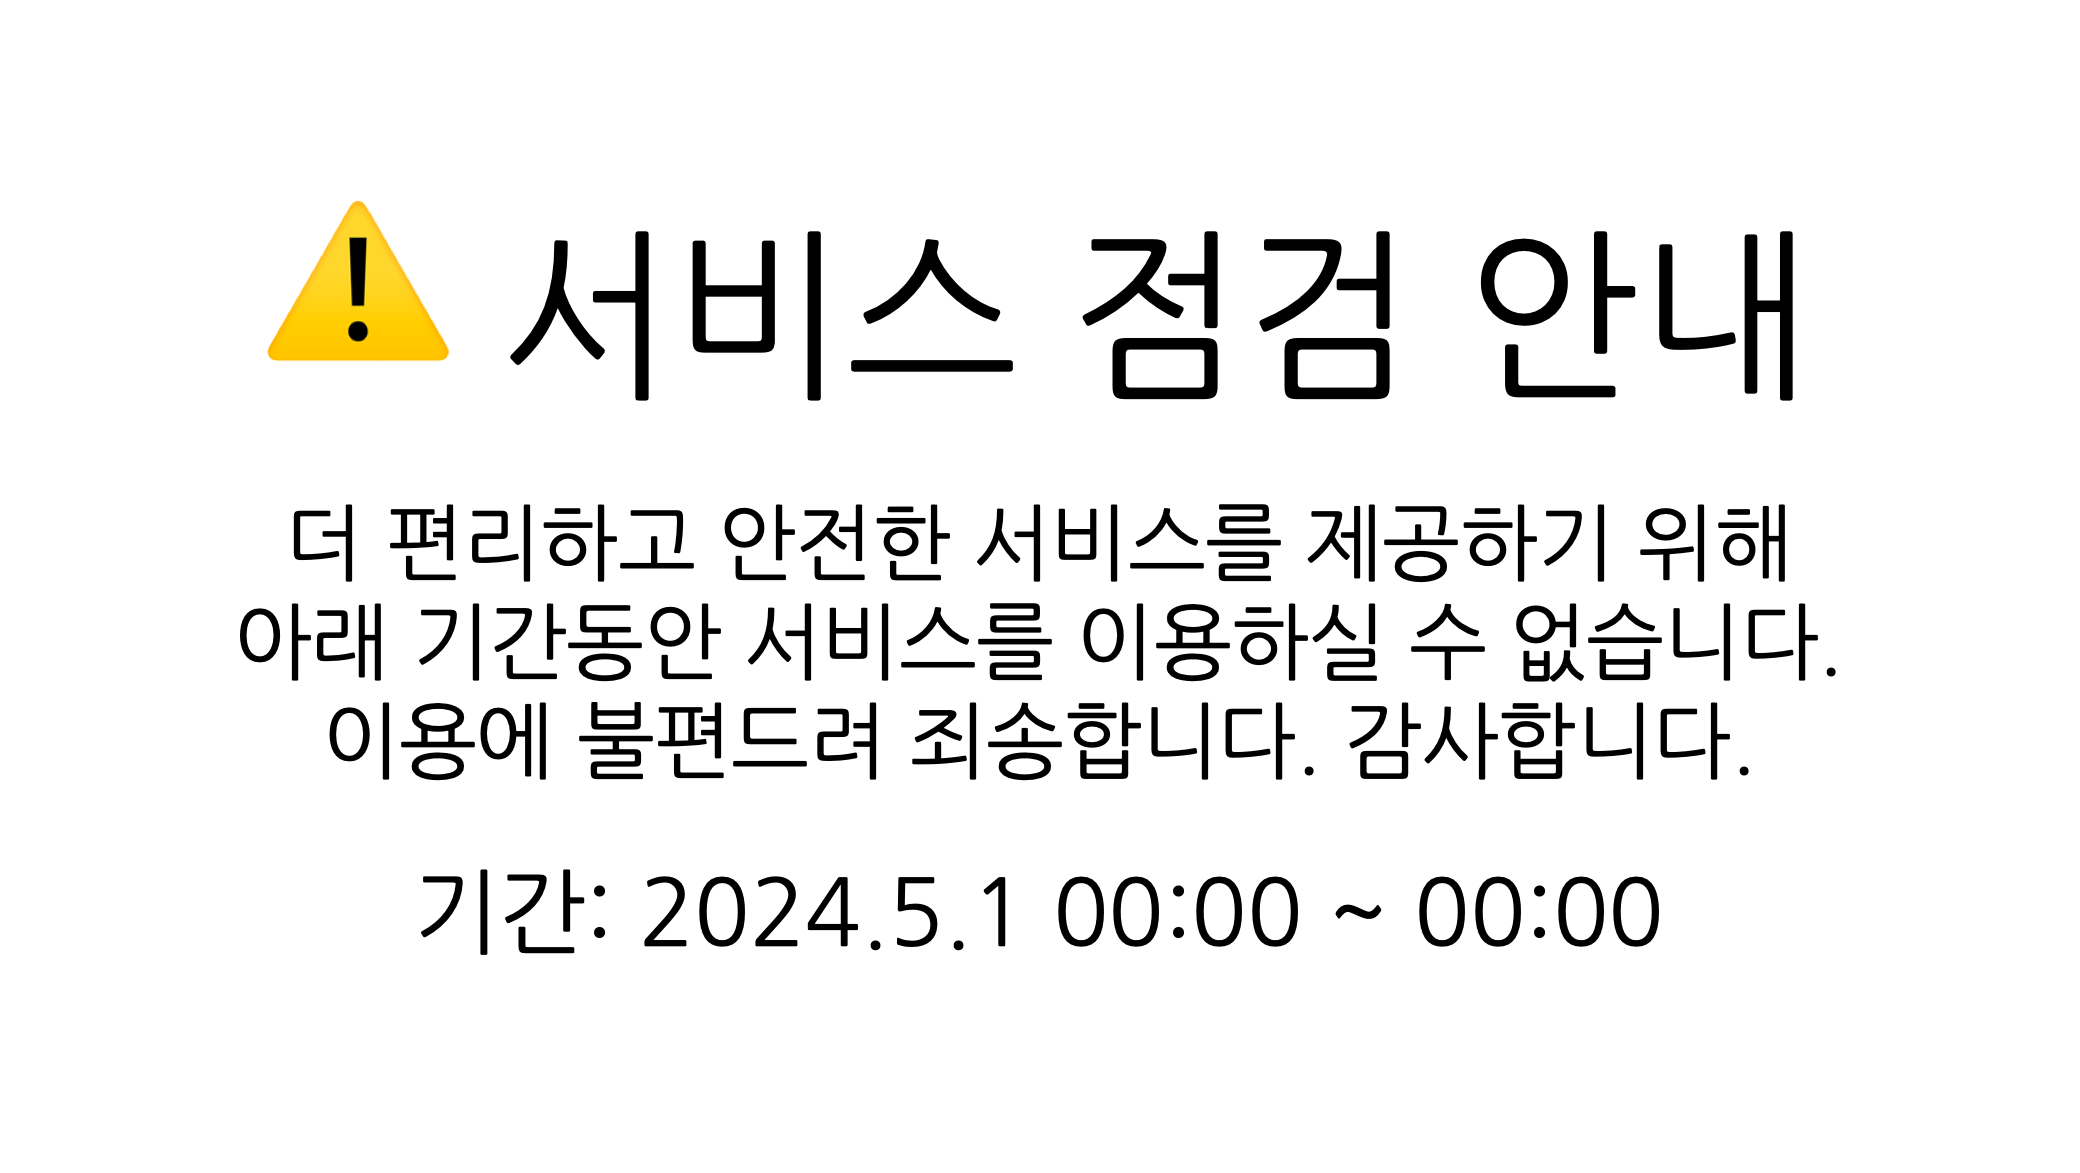 ⚠️ 서비스 점검 안내
더 편리하고 안전한 서비스를 제공하기 위해
아래 기간동안 서비스를 이용하실 수 없습니다.
이용에 불편드려 죄송합니다. 감사합니다.
기간: 2024.5.1 00:00 ~ 00:00